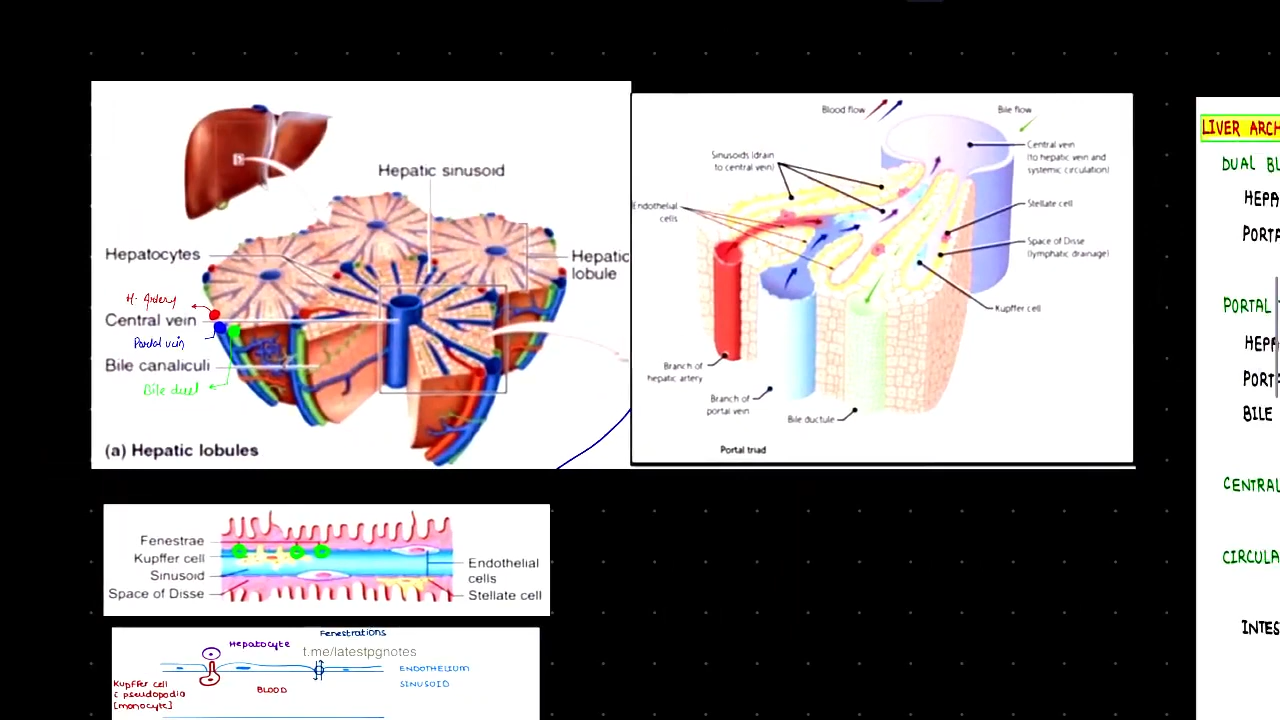 Hepatic sinusoid
Hepatocytes
Hepatic
lobule
H. Artery
Central vein
Portal vein
Bile canaliculi
Bile duct
(a) Hepatic lobules
Blood flow
Bile flow
Sinusoids (drain
to central vein)
Central vein
(to hepatic vein and
systemic circulation)
Endothelial
cells
Stellate cell
Space of Disse
(lymphatic drainage)
Kupffer cell
Branch of
hepatic artery
Branch of
portal vein
Bile ductule
Portal triad
LIVER ARCH
DUAL BL
HEPA
PORTA
PORTAL
HEPA
PORT
BILE
CENTRAL
CIRCULA
INTES
Fenestrae
Kupffer cell
Sinusoid
Space of Disse
Endothelial
cells
Stellate cell
Fenestrations
Hepatocyte
t.me/latestpgnotes
ENDOTHELIUM
SINUSOID
Kupffer cell
c̄ pseudopodia
[monocyte]
BLOOD